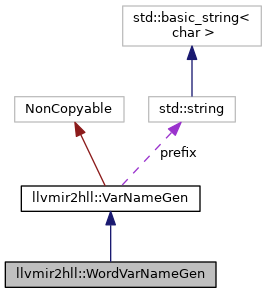 std::basic_string<
char >
NonCopyable
std::string
prefix
llvmir2hll::VarNameGen
llvmir2hll::WordVarNameGen